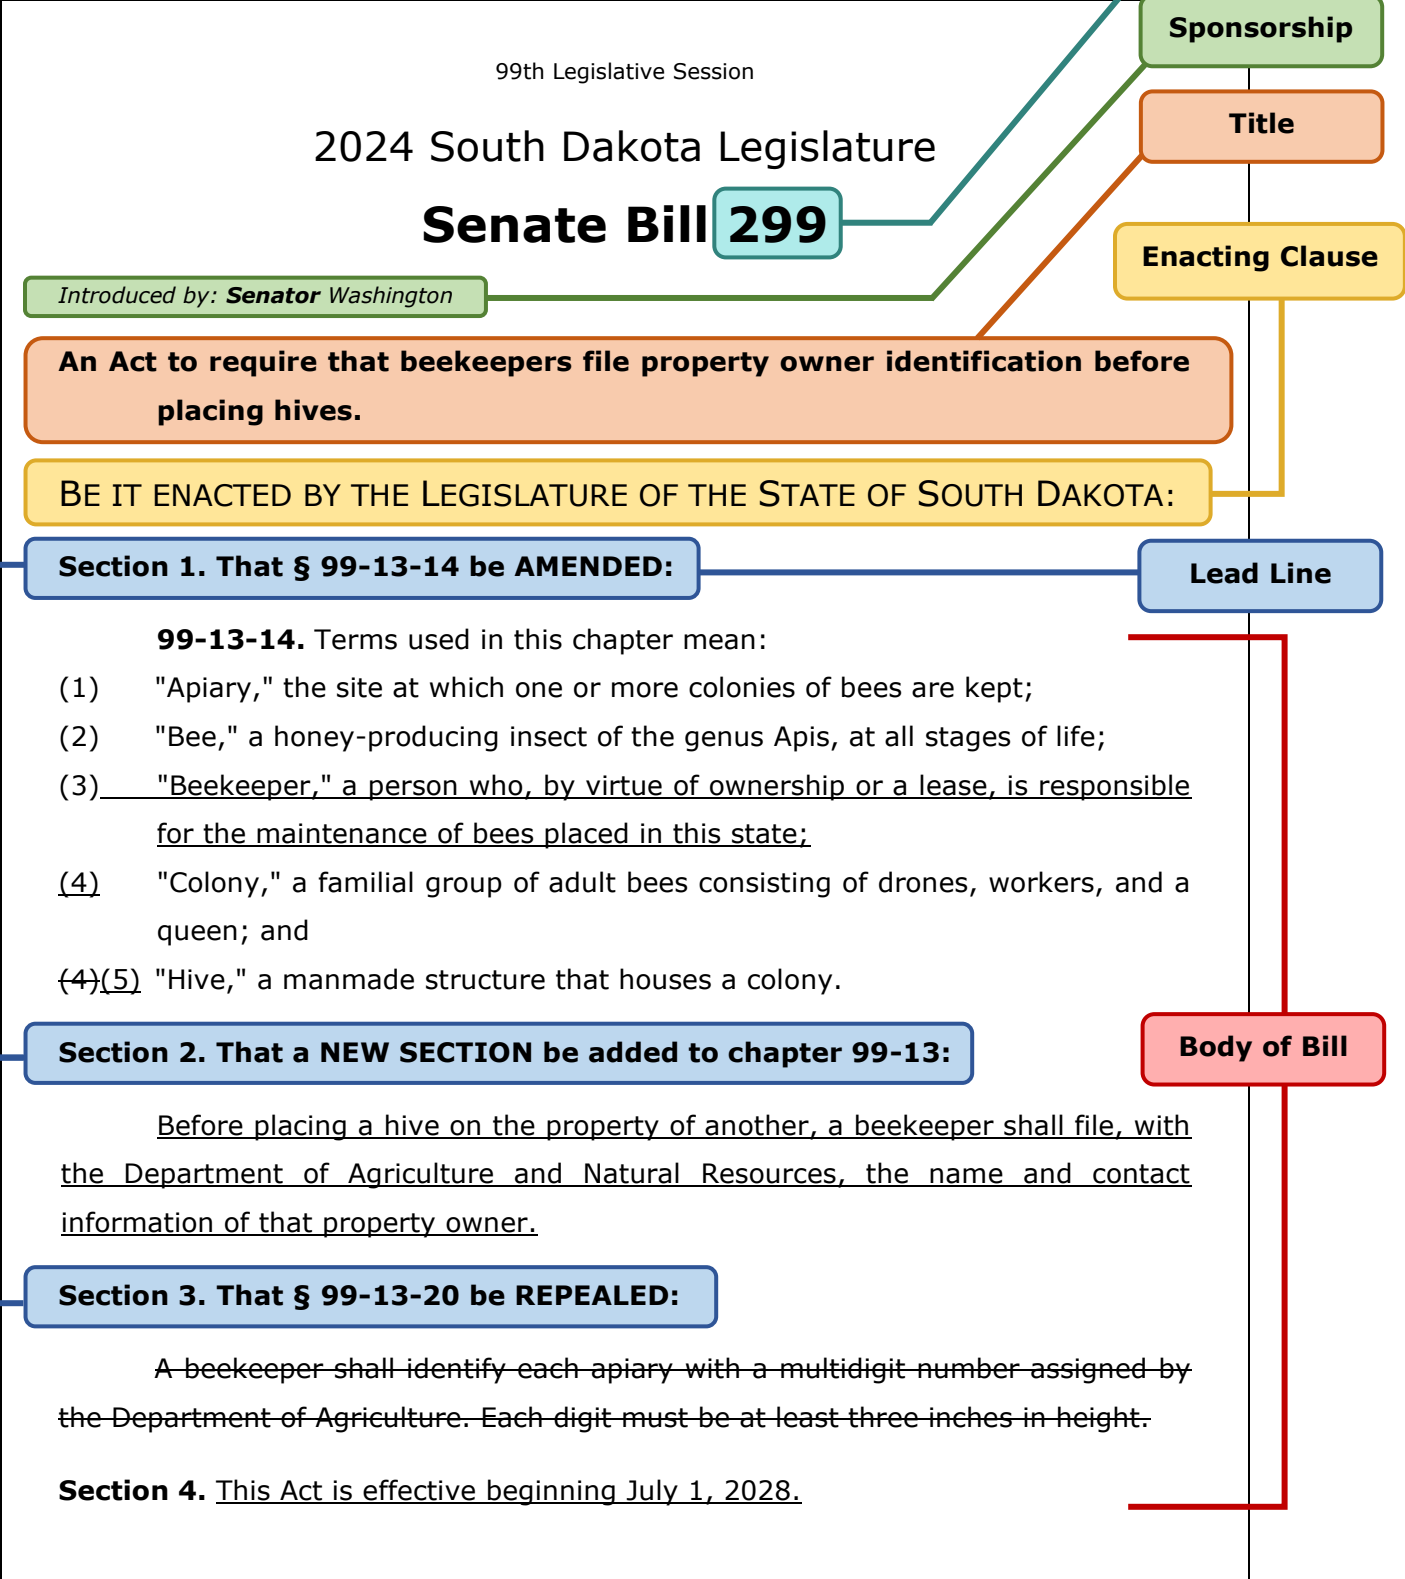 Sponsorship
99th Legislative Session
Title
2024 South Dakota Legislature
Senate Bill 299
Enacting Clause
Introduced by: Senator Washington
An Act to require that beekeepers file property owner identification before
placing hives.
BE IT ENACTED BY THE LEGISLATURE OF THE STATE OF SOUTH DAKOTA:
Section 1. That § 99-13-14 be AMENDED:
Lead Line
99-13-14. Terms used in this chapter mean:
(1) "Apiary," the site at which one or more colonies of bees are kept;
(2) "Bee," a honey-producing insect of the genus Apis, at all stages of life;
(3) "Beekeeper," a person who, by virtue of ownership or a lease, is responsible
for the maintenance of bees placed in this state;
(4) "Colony," a familial group of adult bees consisting of drones, workers, and a
queen; and
(4)(5) "Hive," a manmade structure that houses a colony.
Section 2. That a NEW SECTION be added to chapter 99-13:
Body of Bill
Before placing a hive on the property of another, a beekeeper shall file, with
the Department of Agriculture and Natural Resources, the name and contact
information of that property owner.
Section 3. That § 99-13-20 be REPEALED:
A beekeeper shall identify each apiary with a multidigit number assigned by
the Department of Agriculture. Each digit must be at least three inches in height.
Section 4. This Act is effective beginning July 1, 2028.